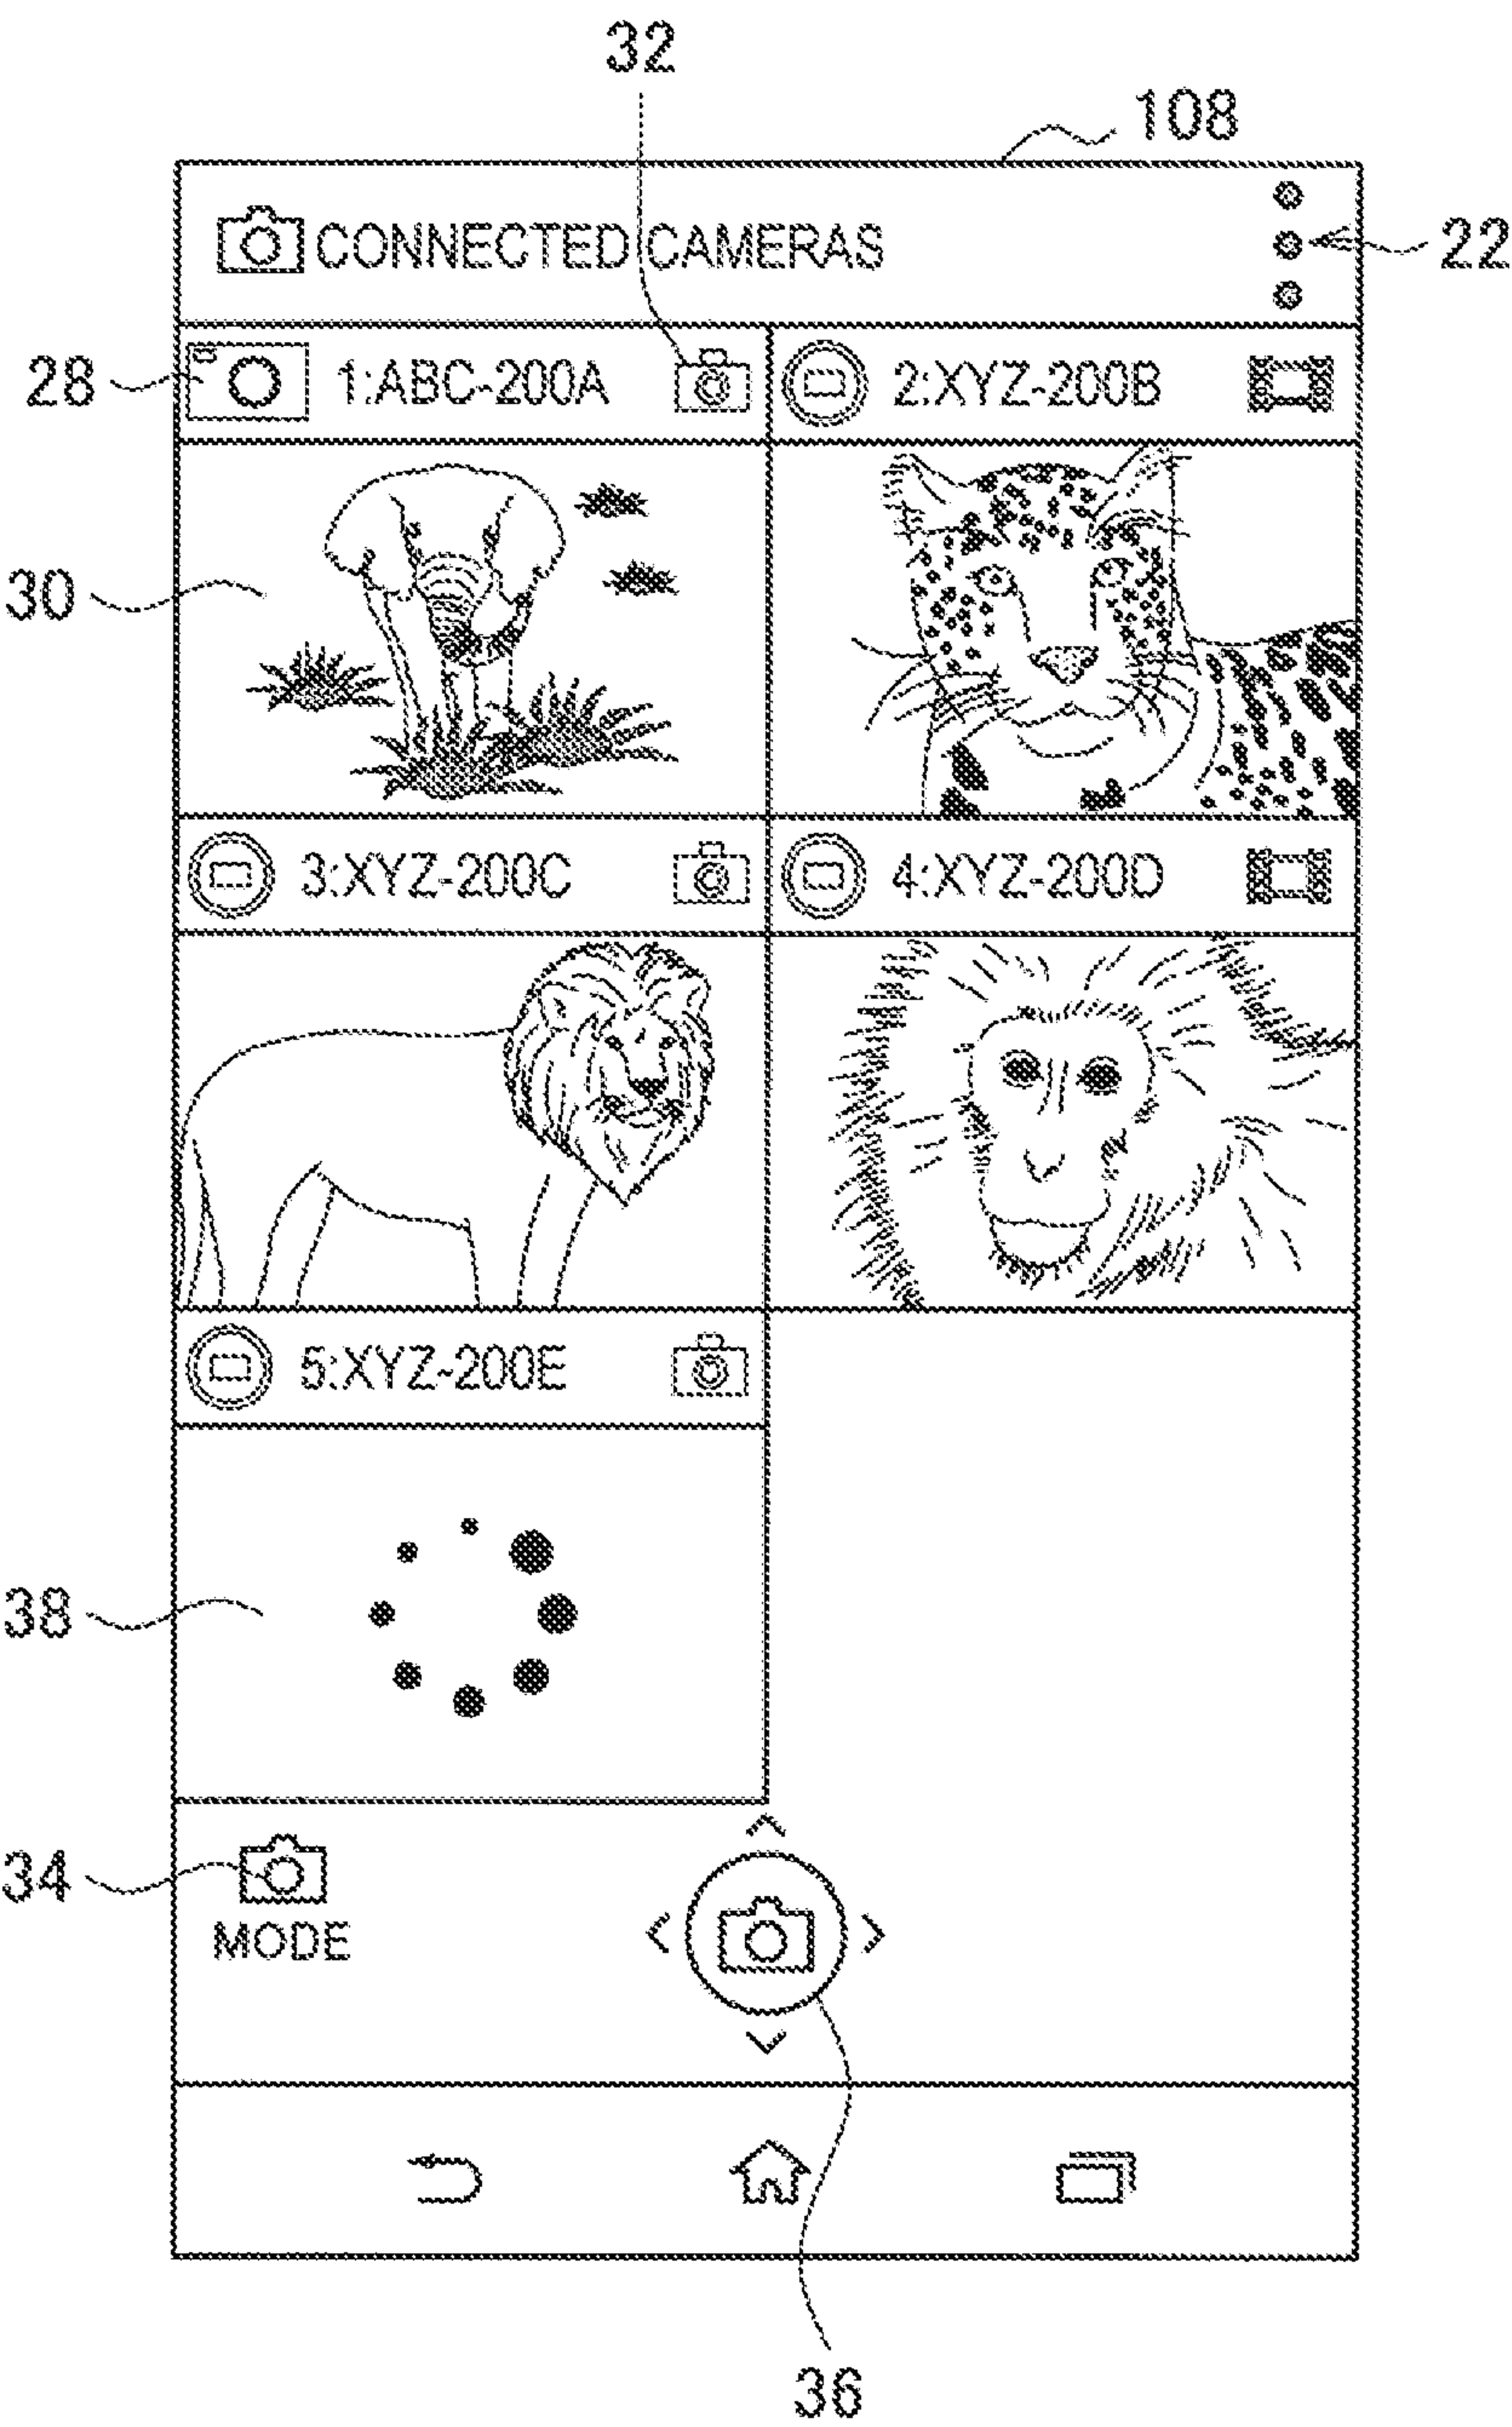 32
108
CONNECTED CAMERAS
22
28
1:ABC-200A
2:XYZ-200B
30
3:XYZ-200C
4:XYZ-200D
5:XYZ-200E
38
34
MODE
36